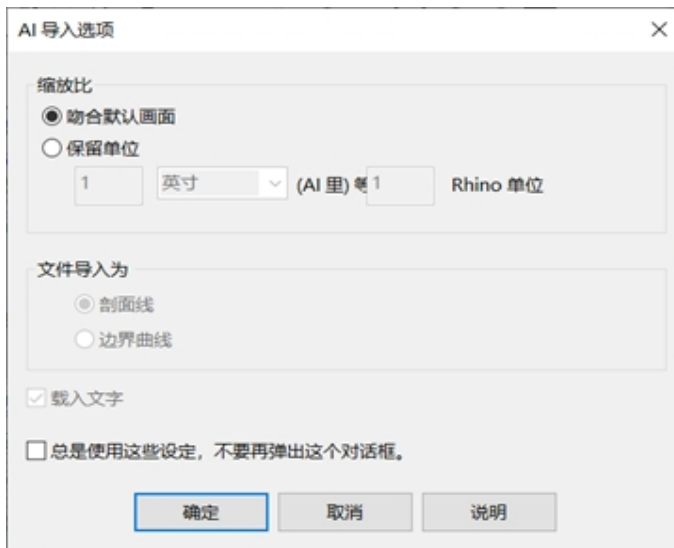 AI 导入选项
缩放比
吻合默认画面
保留单位
1 英寸 (AI 里) 等 1 Rhino 单位
文件导入为
剖面线
边界曲线
载入文字
总是使用这些设定，不要再弹出这个对话框。
确定 取消 说明